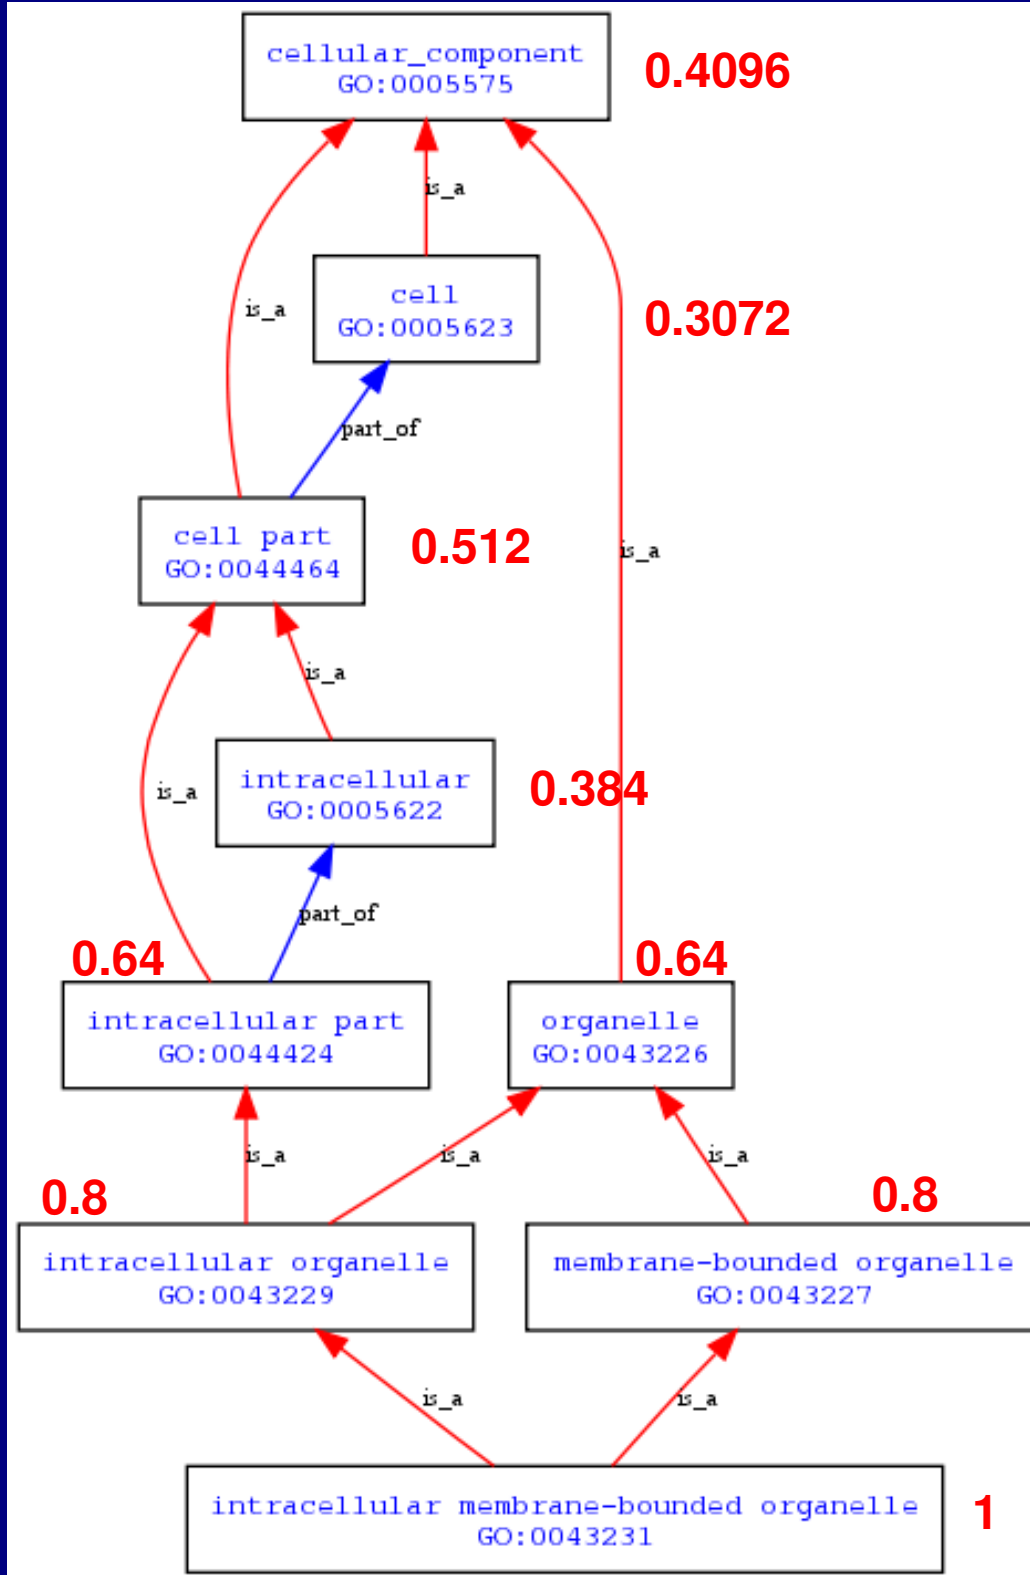 cellular_component
GO:0005575
0.4096
is_a
cell
GO:0005623
0.3072
is_a
part_of
cell part
GO:0044464
0.512
is_a
is_a
intracellular
GO:0005622
0.384
is_a
part_of
0.64
0.64
intracellular part
GO:0044424
organelle
GO:0043226
is_a
is_a
is_a
0.8
0.8
intracellular organelle
GO:0043229
membrane-bounded organelle
GO:0043227
is_a
is_a
intracellular membrane-bounded organelle
GO:0043231
1